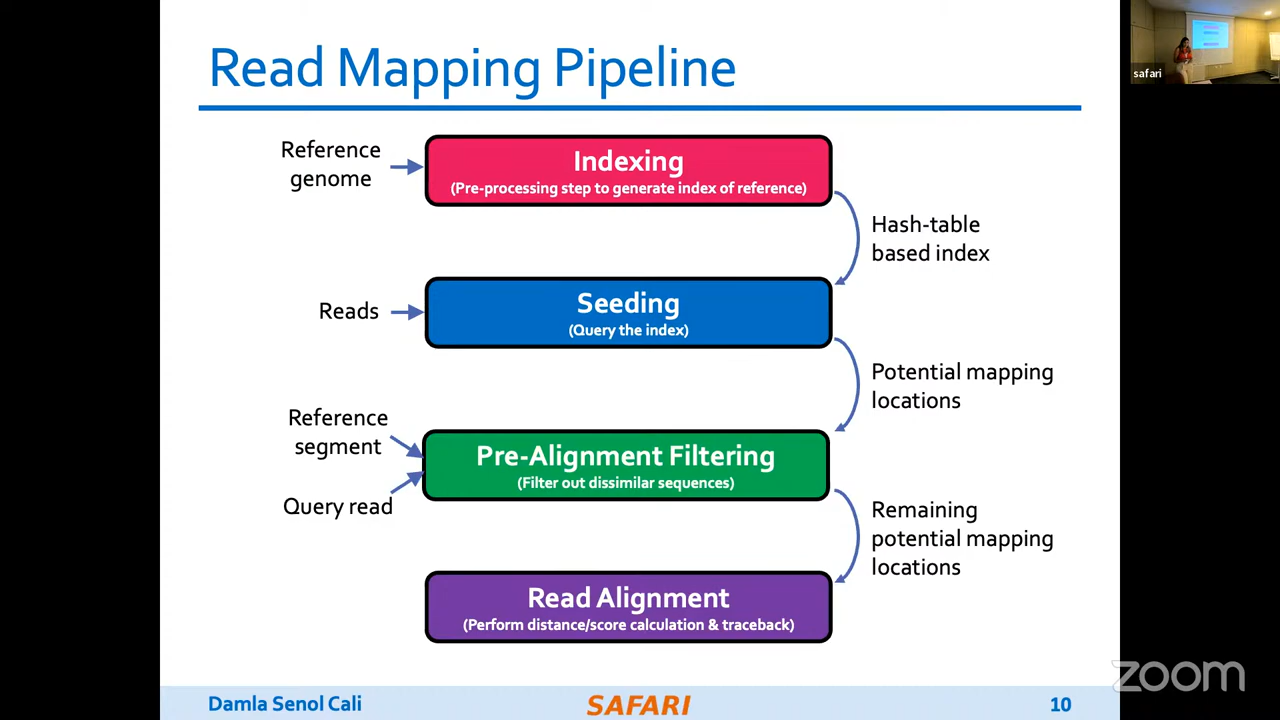 Read Mapping Pipeline
safari
Reference
genome
Indexing
(Pre-processing step to generate index of reference)
Hash-table
based index
Reads
Seeding
(Query the index)
Potential mapping
locations
Reference
segment
Query read
Pre-Alignment Filtering
(Filter out dissimilar sequences)
Remaining
potential mapping
locations
Read Alignment
(Perform distance/score calculation & traceback)
Damla Senol Cali
SAFARI
10
zoom